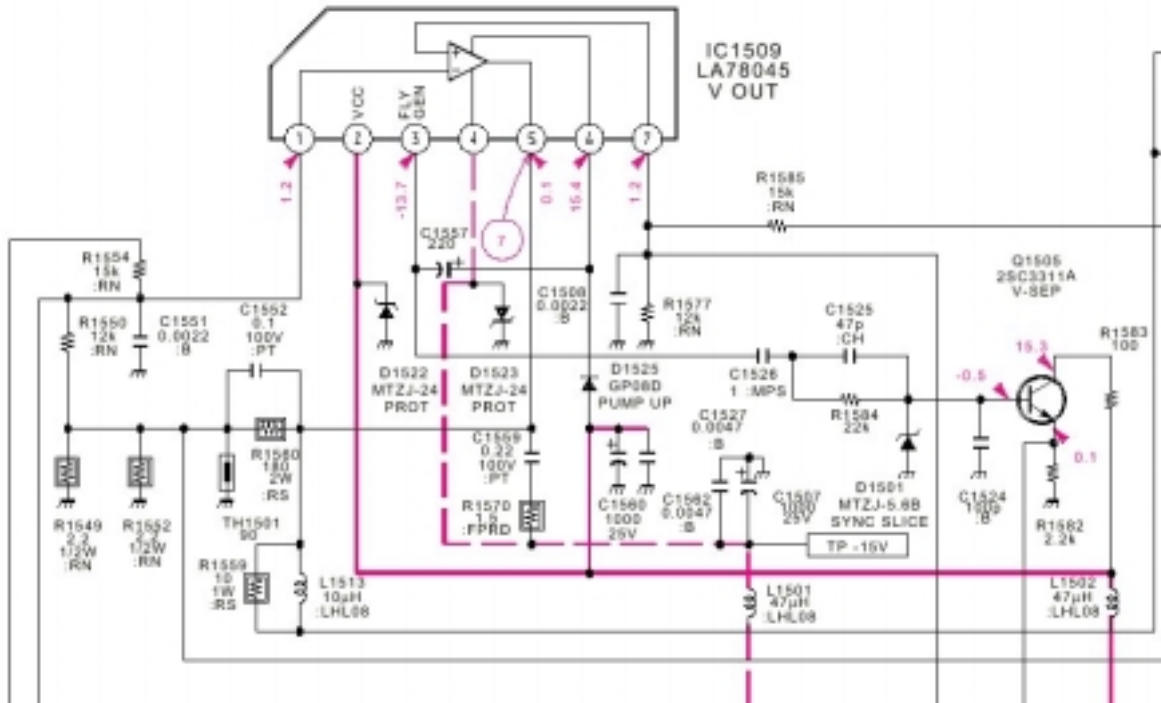 IC1509
LA78045
V OUT
VCC
FLY
GEN
1
2
3
4
5
6
7
1.2
-13.7
0.1
15.4
1.2
7
R1585
15k
:RN
R1554
15k
:RN
C1557
220
+
Q1505
2SC3311A
V-SEP
R1550
12k
:RN
C1551
0.0022
:B
C1552
0.1
100V
:PT
C1508
0.0022
:B
R1577
12k
:RN
C1525
47p
:CH
R1583
100
15.3
-0.5
0.1
D1522
MTZJ-24
PROT
D1523
MTZJ-24
PROT
D1525
GP08D
PUMP UP
C1526
1 :MPS
R1584
22k
C1527
0.0047
:B
C1559
0.22
100V
:PT
R1560
180
2W
:RS
R1570
1.5
:FPRD
C1560
1000
25V
C1562
0.0047
:B
C1507
1000
25V
D1501
MTZJ-5.6B
SYNC SLICE
C1524
:B
R1582
2.2k
R1549
2.2
1/2W
:RN
R1552
1/2W
:RN
TH1501
90
TP -15V
R1559
10
1W
:RS
L1513
10μH
:LHL08
L1501
47μH
:LHL08
L1502
47μH
:LHL08